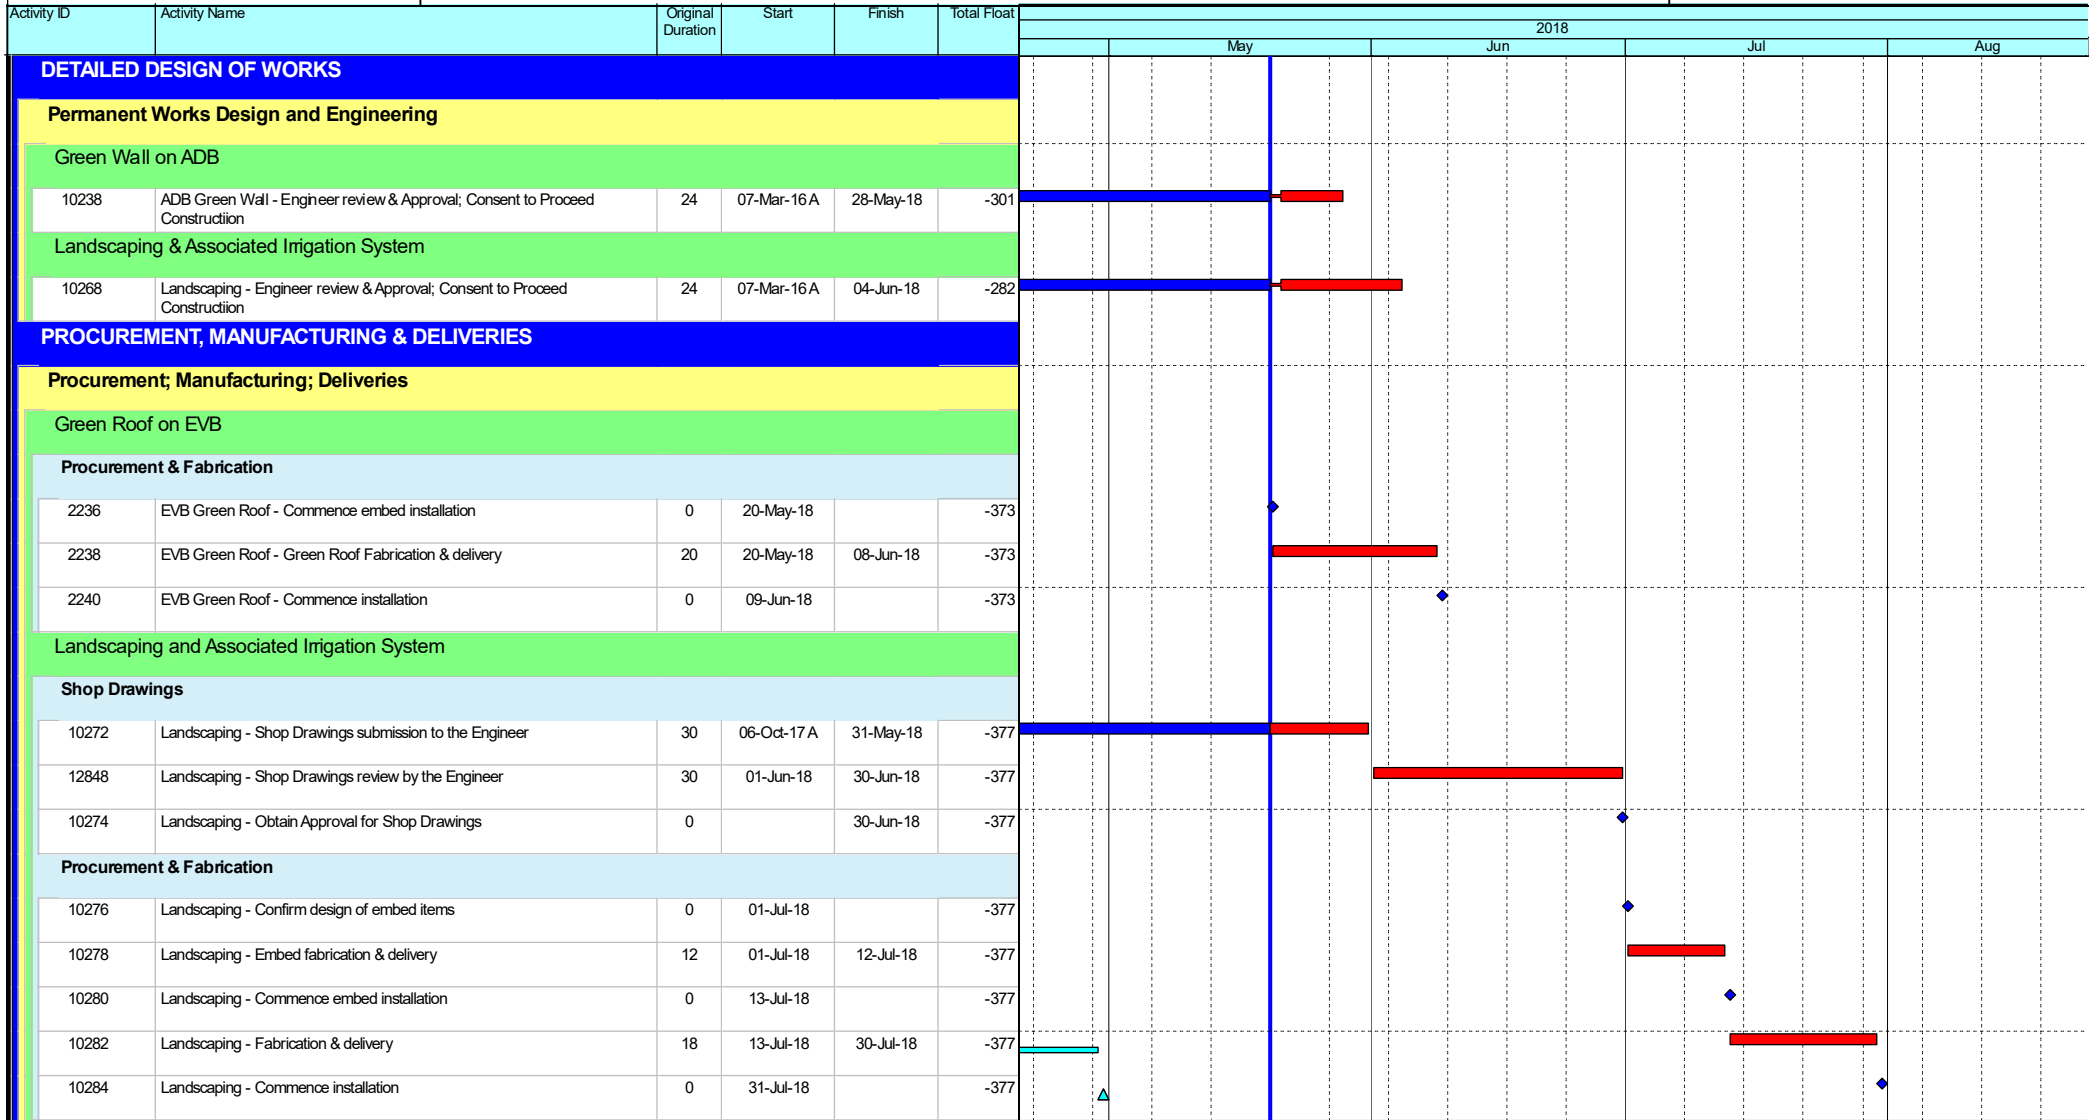 Activity ID Activity Name Original Duration Start Finish Total Float
2018
May Jun Jul Aug
DETAILED DESIGN OF WORKS
Permanent Works Design and Engineering
Green Wall on ADB
10238 ADB Green Wall - Engineer review & Approval; Consent to Proceed 24 07-Mar-16 A 28-May-18 -301
Constructiion
Landscaping & Associated Irrigation System
10268 Landscaping - Engineer review & Approval; Consent to Proceed 24 07-Mar-16 A 04-Jun-18 -282
Constructiion
PROCUREMENT, MANUFACTURING & DELIVERIES
Procurement; Manufacturing; Deliveries
Green Roof on EVB
Procurement & Fabrication
2236 EVB Green Roof - Commence embed installation 0 20-May-18 -373
2238 EVB Green Roof - Green Roof Fabrication & delivery 20 20-May-18 08-Jun-18 -373
2240 EVB Green Roof - Commence installation 0 09-Jun-18 -373
Landscaping and Associated Irrigation System
Shop Drawings
10272 Landscaping - Shop Drawings submission to the Engineer 30 06-Oct-17 A 31-May-18 -377
12848 Landscaping - Shop Drawings review by the Engineer 30 01-Jun-18 30-Jun-18 -377
10274 Landscaping - Obtain Approval for Shop Drawings 0 30-Jun-18 -377
Procurement & Fabrication
10276 Landscaping - Confirm design of embed items 0 01-Jul-18 -377
10278 Landscaping - Embed fabrication & delivery 12 01-Jul-18 12-Jul-18 -377
10280 Landscaping - Commence embed installation 0 13-Jul-18 -377
10282 Landscaping - Fabrication & delivery 18 13-Jul-18 30-Jul-18 -377
10284 Landscaping - Commence installation 0 31-Jul-18 -377